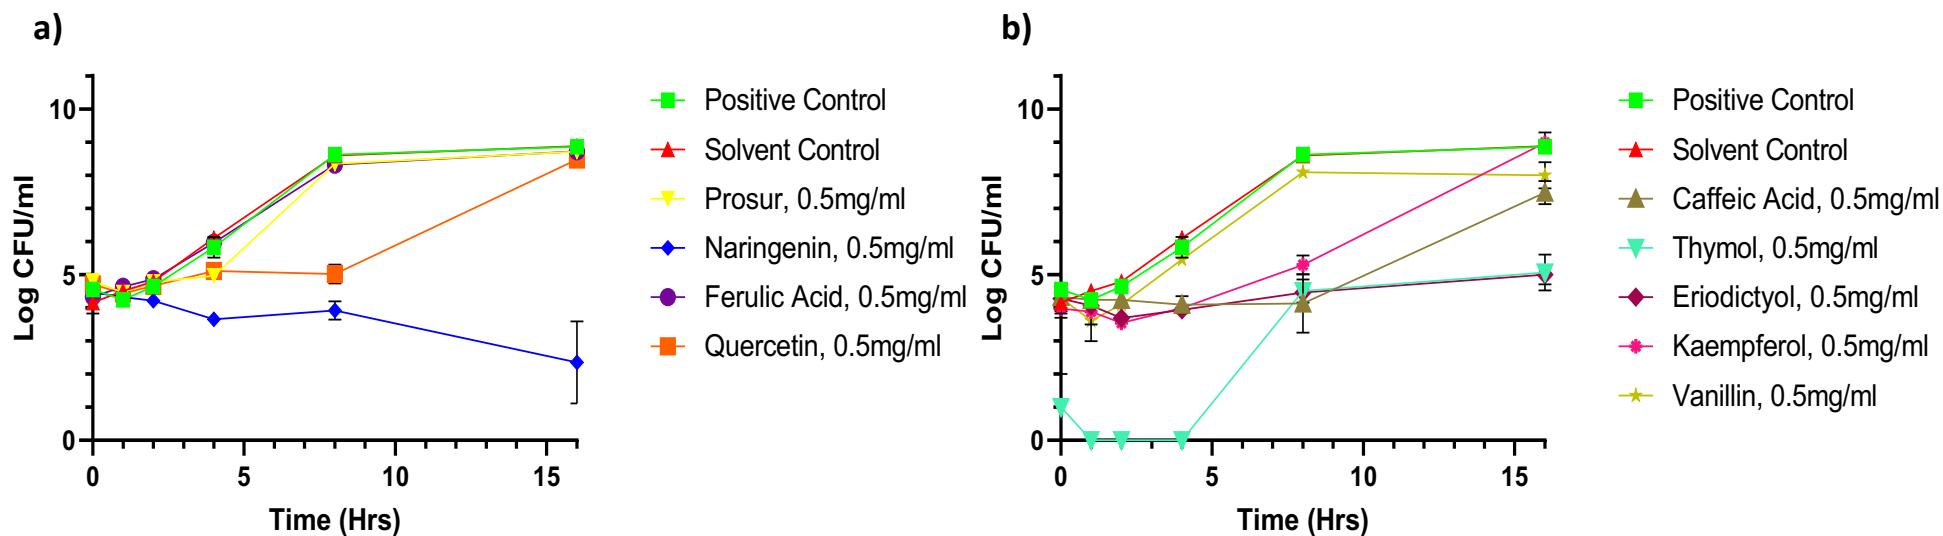 a)
10
5
0
Log CFU/ml
0
5
10
15
Time (Hrs)
Positive Control
Solvent Control
Prosur, 0.5mg/ml
Naringenin, 0.5mg/ml
Ferulic Acid, 0.5mg/ml
Quercetin, 0.5mg/ml
b)
10
5
0
Log CFU/ml
0
5
10
15
Time (Hrs)
Positive Control
Solvent Control
Caffeic Acid, 0.5mg/ml
Thymol, 0.5mg/ml
Eriodictyol, 0.5mg/ml
Kaempferol, 0.5mg/ml
Vanillin, 0.5mg/ml